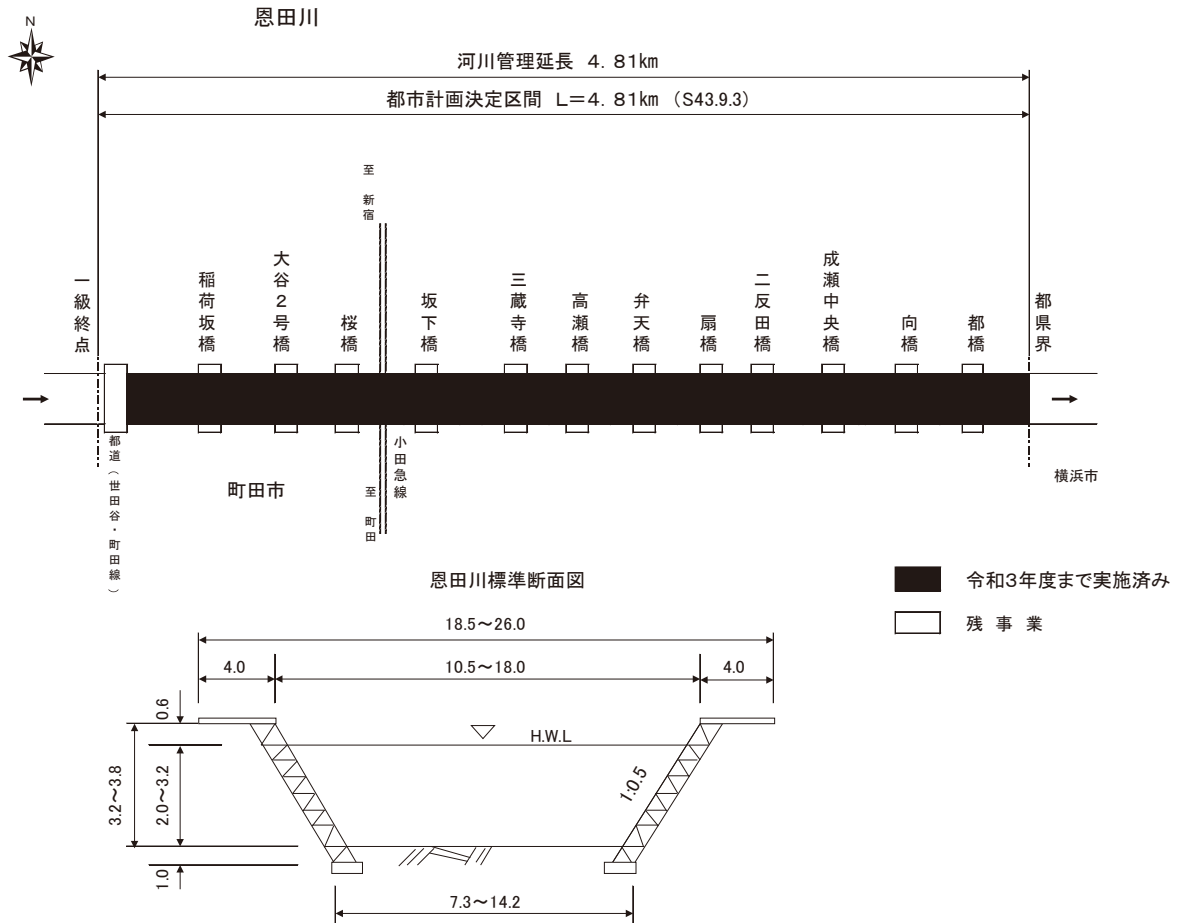 恩田川
N
河川管理延長 4.81km
都市計画決定区間 L=4.81km (S43.9.3)
至 新宿
一級終点
稲荷坂橋
大谷2号橋
桜橋
坂下橋
三蔵寺橋
高瀬橋
弁天橋
扇橋
二反田橋
成瀬中央橋
向橋
都橋
都県界
都道(世田谷・町田線)
町田市
至 町田
小田急線
横浜市
恩田川標準断面図
令和3年度まで実施済み
残事業
18.5~26.0
4.0
10.5~18.0
4.0
0.6
H.W.L
3.2~3.8
2.0~3.2
1:0.5
1.0
7.3~14.2